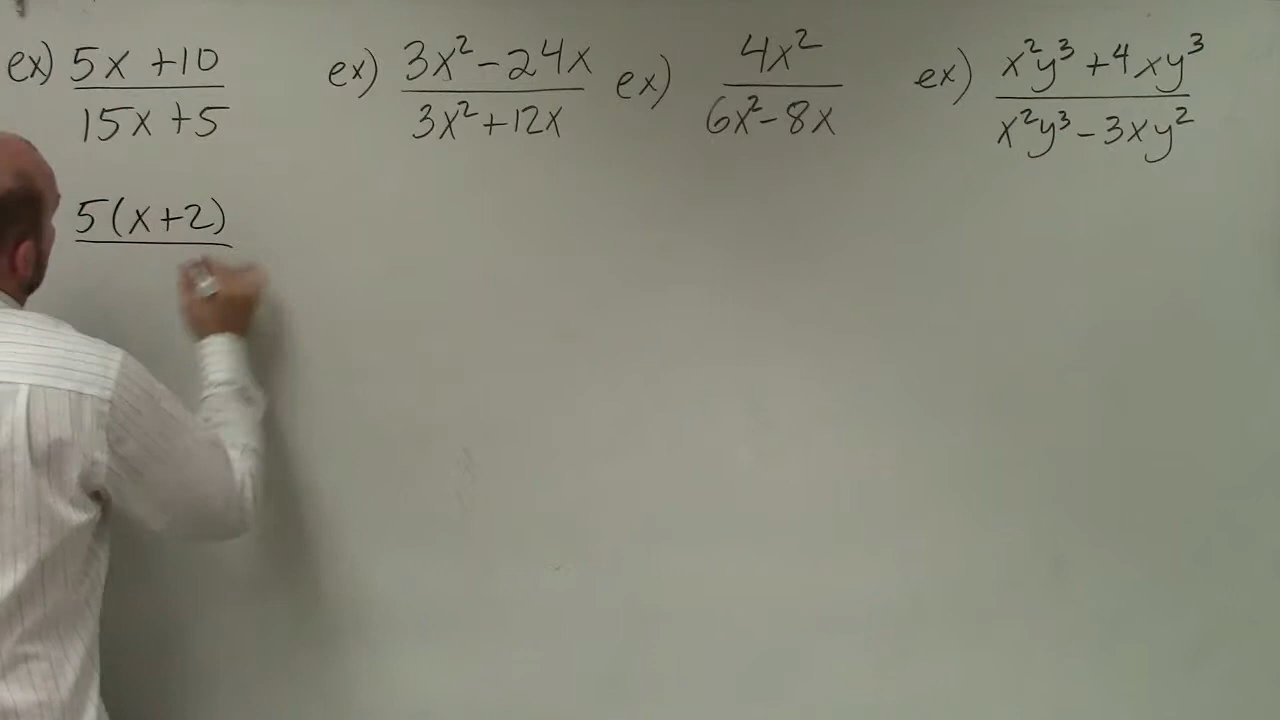 ex) 5x +10 ex) 3x² - 24x ex) 4x² ex) x²y³ + 4xy³
15x + 5 3x² + 12x 6x² - 8x x²y³ - 3xy²
5(x+2)